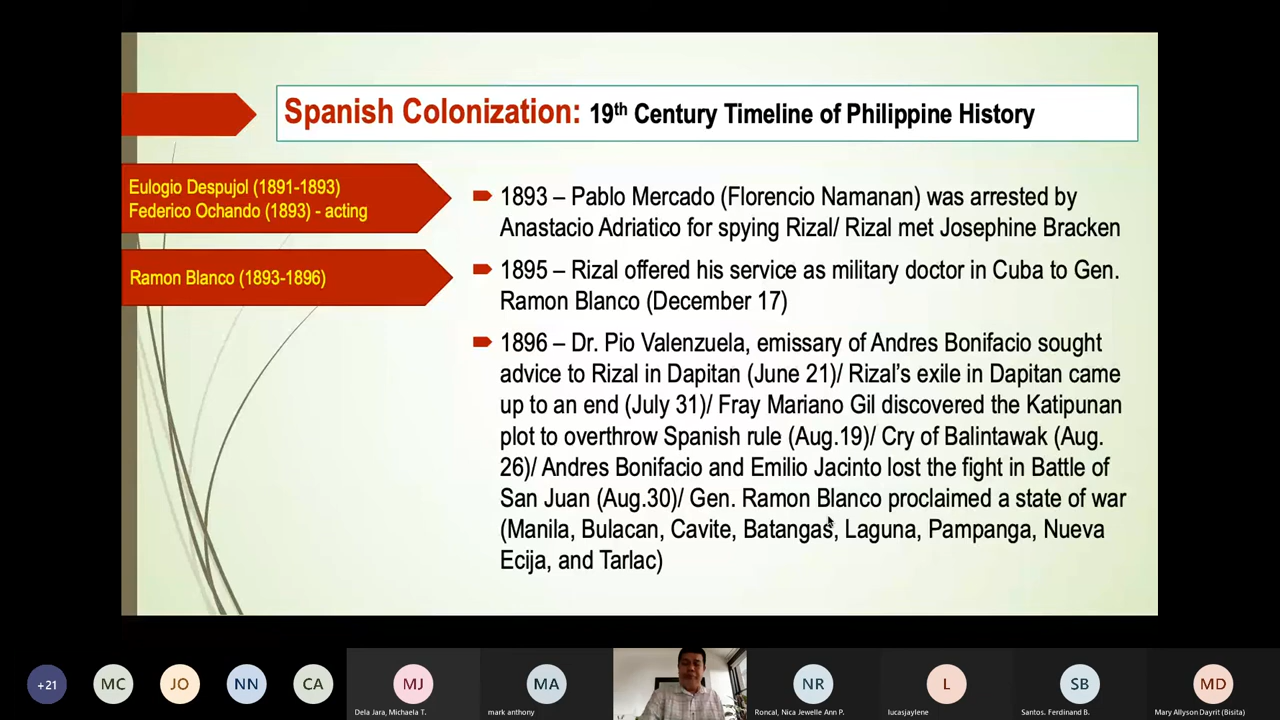 Spanish Colonization: 19th Century Timeline of Philippine History
Eulogio Despujol (1891-1893)
Federico Ochando (1893) - acting
Ramon Blanco (1893-1896)
1893 – Pablo Mercado (Florencio Namanan) was arrested by
Anastacio Adriatico for spying Rizal/ Rizal met Josephine Bracken
1895 – Rizal offered his service as military doctor in Cuba to Gen.
Ramon Blanco (December 17)
1896 – Dr. Pio Valenzuela, emissary of Andres Bonifacio sought
advice to Rizal in Dapitan (June 21)/ Rizal's exile in Dapitan came
up to an end (July 31)/ Fray Mariano Gil discovered the Katipunan
plot to overthrow Spanish rule (Aug.19)/ Cry of Balintawak (Aug.
26)/ Andres Bonifacio and Emilio Jacinto lost the fight in Battle of
San Juan (Aug.30)/ Gen. Ramon Blanco proclaimed a state of war
(Manila, Bulacan, Cavite, Batangas, Laguna, Pampanga, Nueva
Ecija, and Tarlac)
+21 MC JO NN CA MJ MA NR L SB MD
Dela Jara, Michaela T. mark anthony Roncal, Nica Jewelle Ann P. lucasjaylene Santos. Ferdinand B. Mary Allyson Dayrit (Bisita)